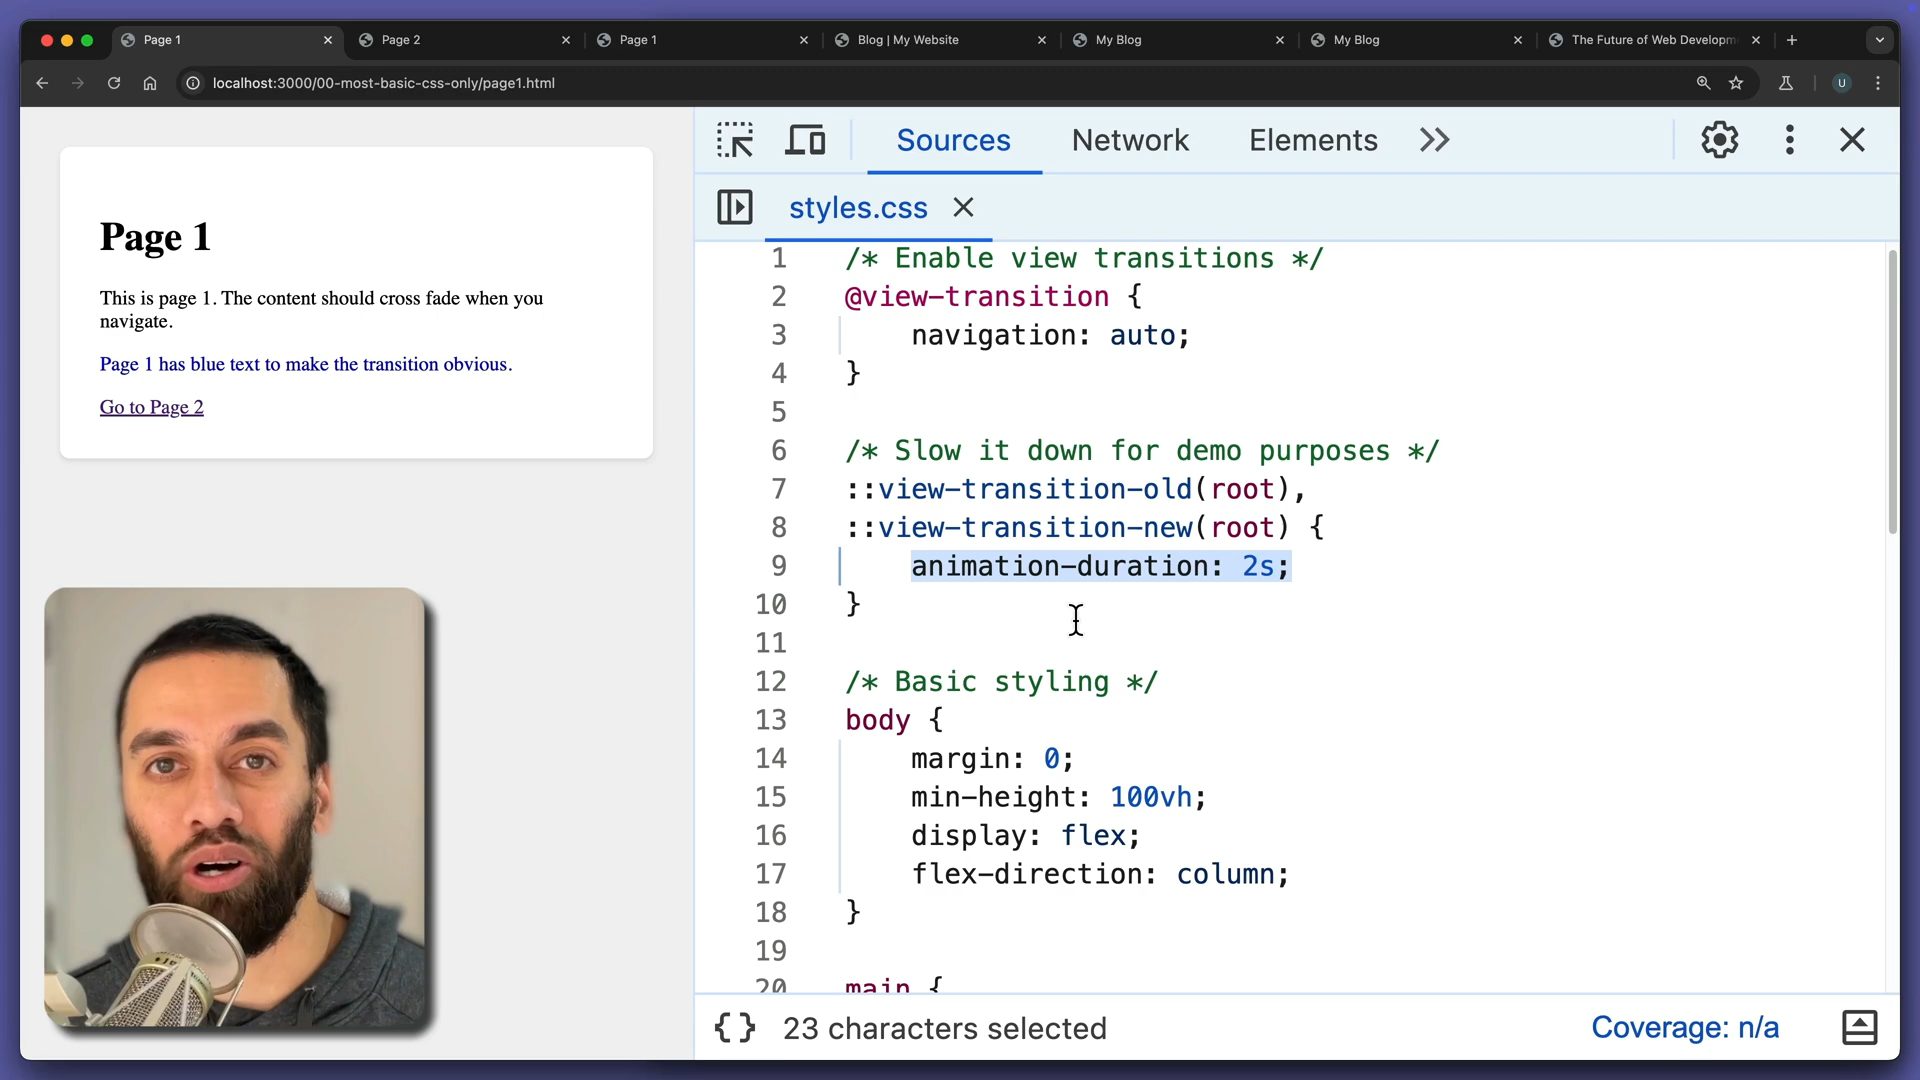 Page 1
Page 2
Page 1
Blog | My Website
My Blog
My Blog
The Future of Web Developm
localhost:3000/00-most-basic-css-only/page1.html
U
Page 1
This is page 1. The content should cross fade when you
navigate.
Page 1 has blue text to make the transition obvious.
Go to Page 2
Sources
Network
Elements
styles.css
1 /* Enable view transitions */
2 @view-transition {
3 navigation: auto;
4 }
5
6 /* Slow it down for demo purposes */
7 ::view-transition-old(root),
8 ::view-transition-new(root) {
9 animation-duration: 2s;
10 }
11
12 /* Basic styling */
13 body {
14 margin: 0;
15 min-height: 100vh;
16 display: flex;
17 flex-direction: column;
18 }
19
20 main {
{ } 23 characters selected
Coverage: n/a